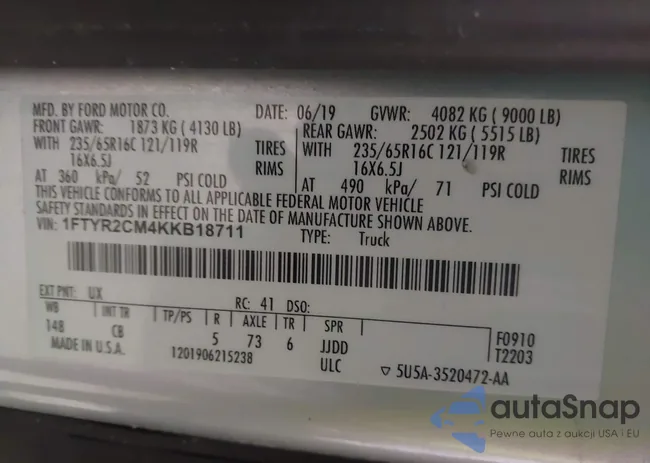 MFD. BY FORD MOTOR CO. DATE: 06/19 GVWR: 4082 KG ( 9000 LB)
FRONT GAWR: 1873 KG ( 4130 LB) REAR GAWR: 2502 KG ( 5515 LB)
WITH 235/65R16C 121/119R TIRES WITH 235/65R16C 121/119R TIRES
16X6.5J RIMS 16X6.5J RIMS
AT 360 kPa/ 52 PSI COLD AT 490 kPa/ 71 PSI COLD
THIS VEHICLE CONFORMS TO ALL APPLICABLE FEDERAL MOTOR VEHICLE
SAFETY STANDARDS IN EFFECT ON THE DATE OF MANUFACTURE SHOWN ABOVE.
VIN: 1FTYR2CM4KKB18711 TYPE: Truck
EXT PNT: UX RC: 41 DSO:
WB INT TR TP/PS R AXLE TR SPR F0910
148 CB 5 73 6 JJDD T2203
MADE IN U.S.A. 1201906215238 ULC ▽ 5U5A-3520472-AA
autaSnap
Pewne auta z aukcji USA i EU